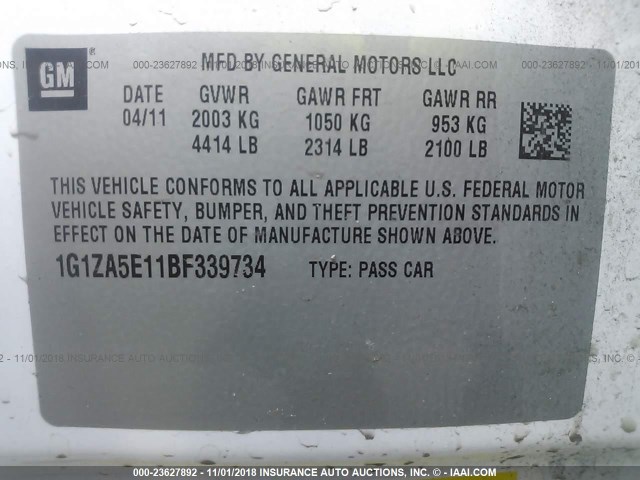 GM ®
MFD BY GENERAL MOTORS LLC
DATE GVWR GAWR FRT GAWR RR
04/11 2003 KG 1050 KG 953 KG
4414 LB 2314 LB 2100 LB
THIS VEHICLE CONFORMS TO ALL APPLICABLE U.S. FEDERAL MOTOR
VEHICLE SAFETY, BUMPER, AND THEFT PREVENTION STANDARDS IN
EFFECT ON THE DATE OF MANUFACTURE SHOWN ABOVE.
1G1ZA5E11BF339734 TYPE: PASS CAR
000-23627892 - 11/01/2018 INSURANCE AUTO AUCTIONS, INC. © - IAAI.COM